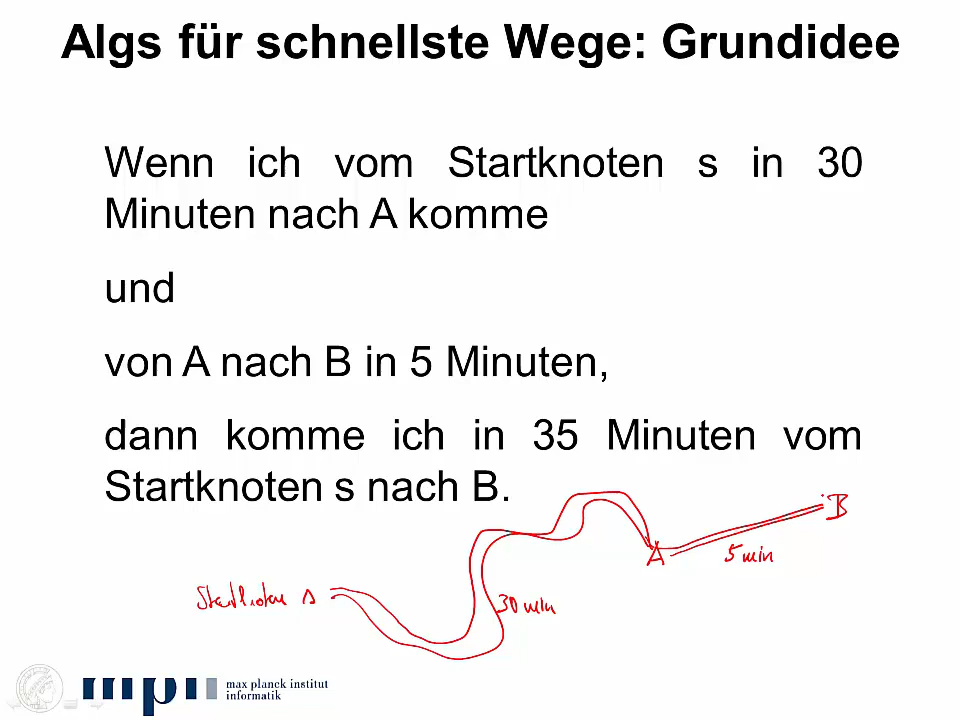 Algs für schnellste Wege: Grundidee
Wenn ich vom Startknoten s in 30
Minuten nach A komme
und
von A nach B in 5 Minuten,
dann komme ich in 35 Minuten vom
Startknoten s nach B.
B
A
5 min
Startknoten s
30 min
max planck institut
informatik